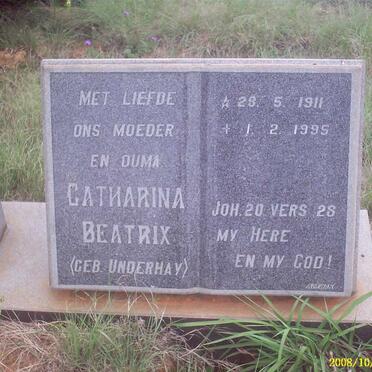 MET LIEFDE
ONS MOEDER
EN OUMA
CATHARINA
BEATRIX
(GEB. UNDERHAY)
* 28. 5. 1911
+ 1. 2. 1995
JOH. 20 VERS 28
MY HERE
EN MY GOD!
2008/10/